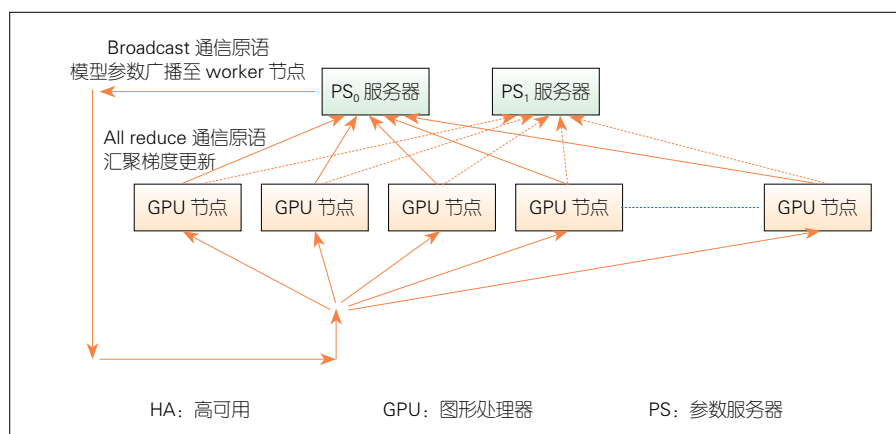 Broadcast 通信原语
模型参数广播至 worker 节点
PS₀ 服务器
PS₁ 服务器
All reduce 通信原语
汇聚梯度更新
GPU 节点
GPU 节点
GPU 节点
GPU 节点
GPU 节点
HA：高可用
GPU：图形处理器
PS：参数服务器